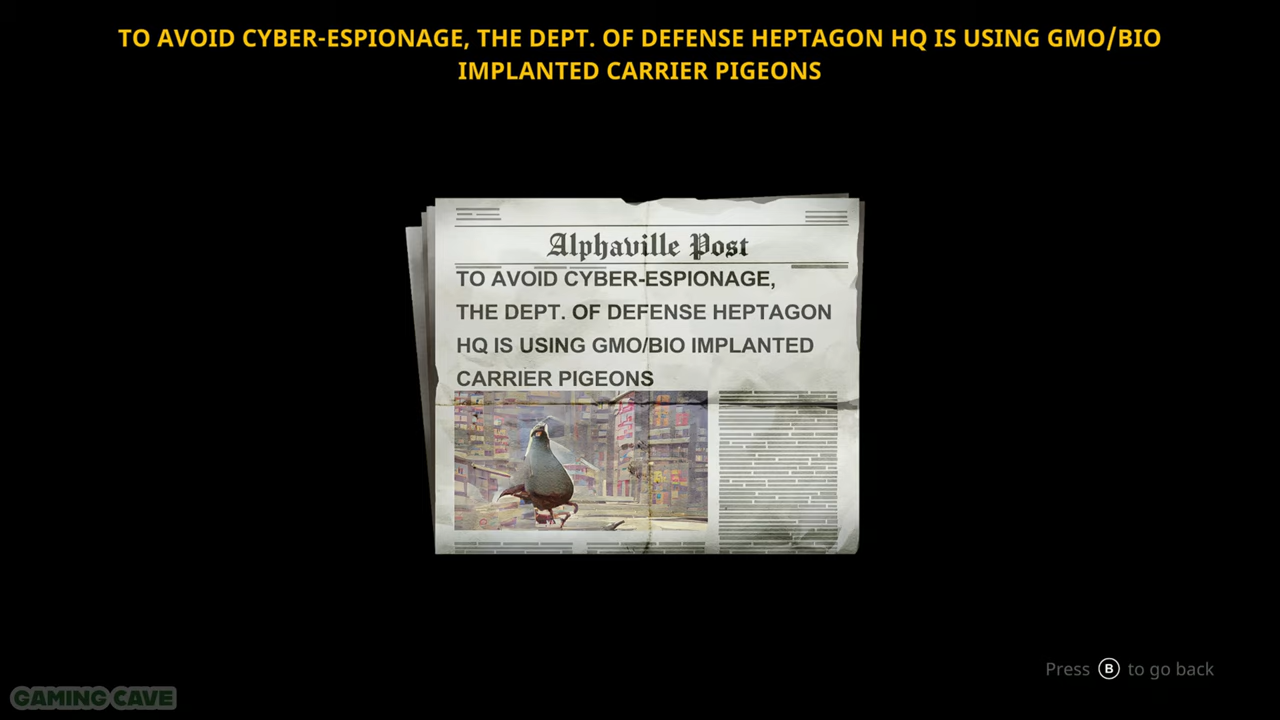 TO AVOID CYBER-ESPIONAGE, THE DEPT. OF DEFENSE HEPTAGON HQ IS USING GMO/BIO
IMPLANTED CARRIER PIGEONS
Alphaville Post
TO AVOID CYBER-ESPIONAGE,
THE DEPT. OF DEFENSE HEPTAGON
HQ IS USING GMO/BIO IMPLANTED
CARRIER PIGEONS
Press B to go back
GAMING CAVE